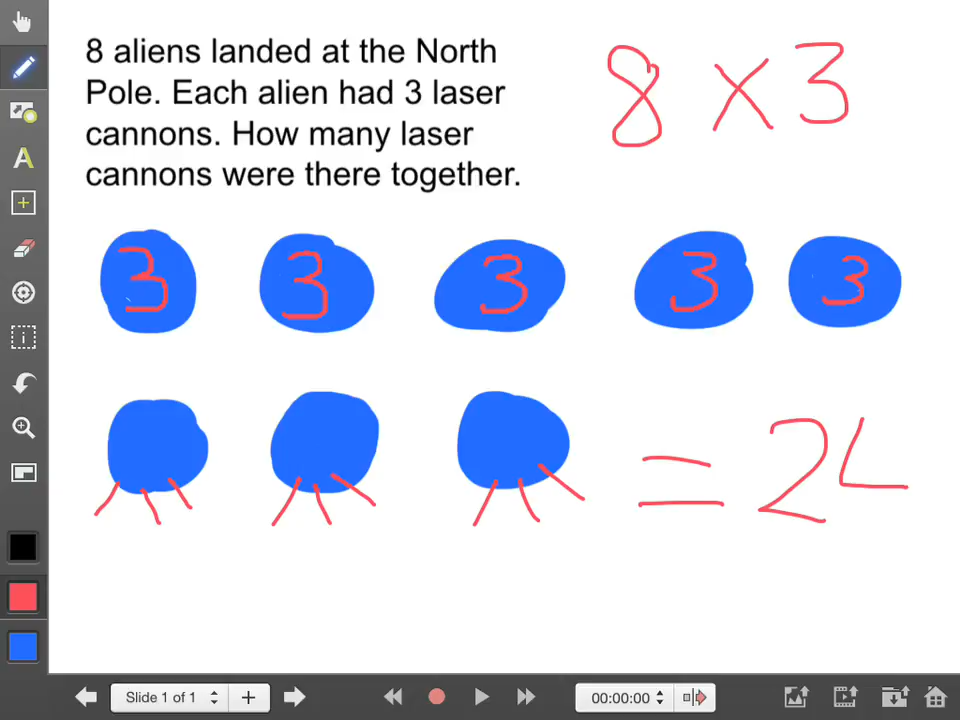 8 aliens landed at the North
Pole. Each alien had 3 laser
cannons. How many laser
cannons were there together.
8 x 3
3 3 3 3 3
= 24
A
i
Slide 1 of 1
00:00:00